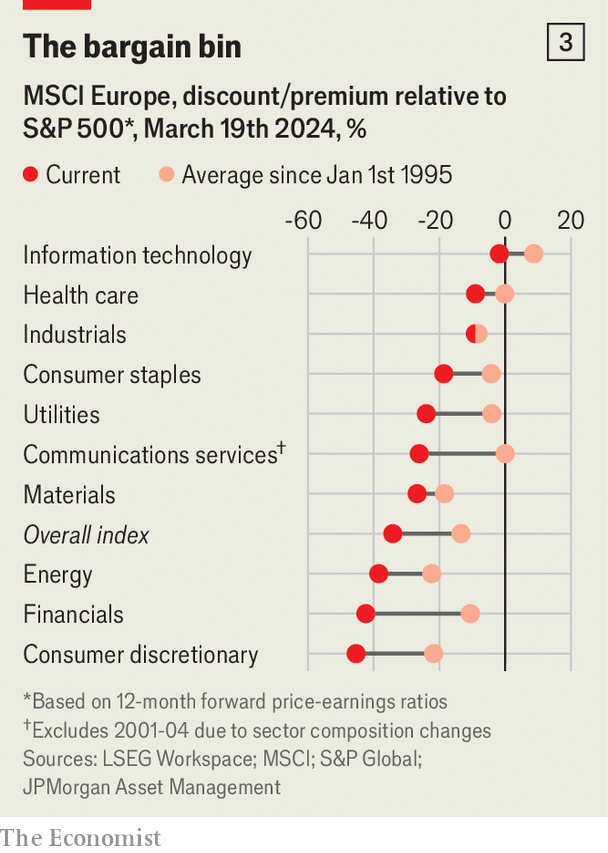 The bargain bin
3
MSCI Europe, discount/premium relative to
S&P 500*, March 19th 2024, %
Current
Average since Jan 1st 1995
-60 -40 -20 0 20
Information technology
Health care
Industrials
Consumer staples
Utilities
Communications services†
Materials
Overall index
Energy
Financials
Consumer discretionary
*Based on 12-month forward price-earnings ratios
†Excludes 2001-04 due to sector composition changes
Sources: LSEG Workspace; MSCI; S&P Global;
JPMorgan Asset Management
The Economist